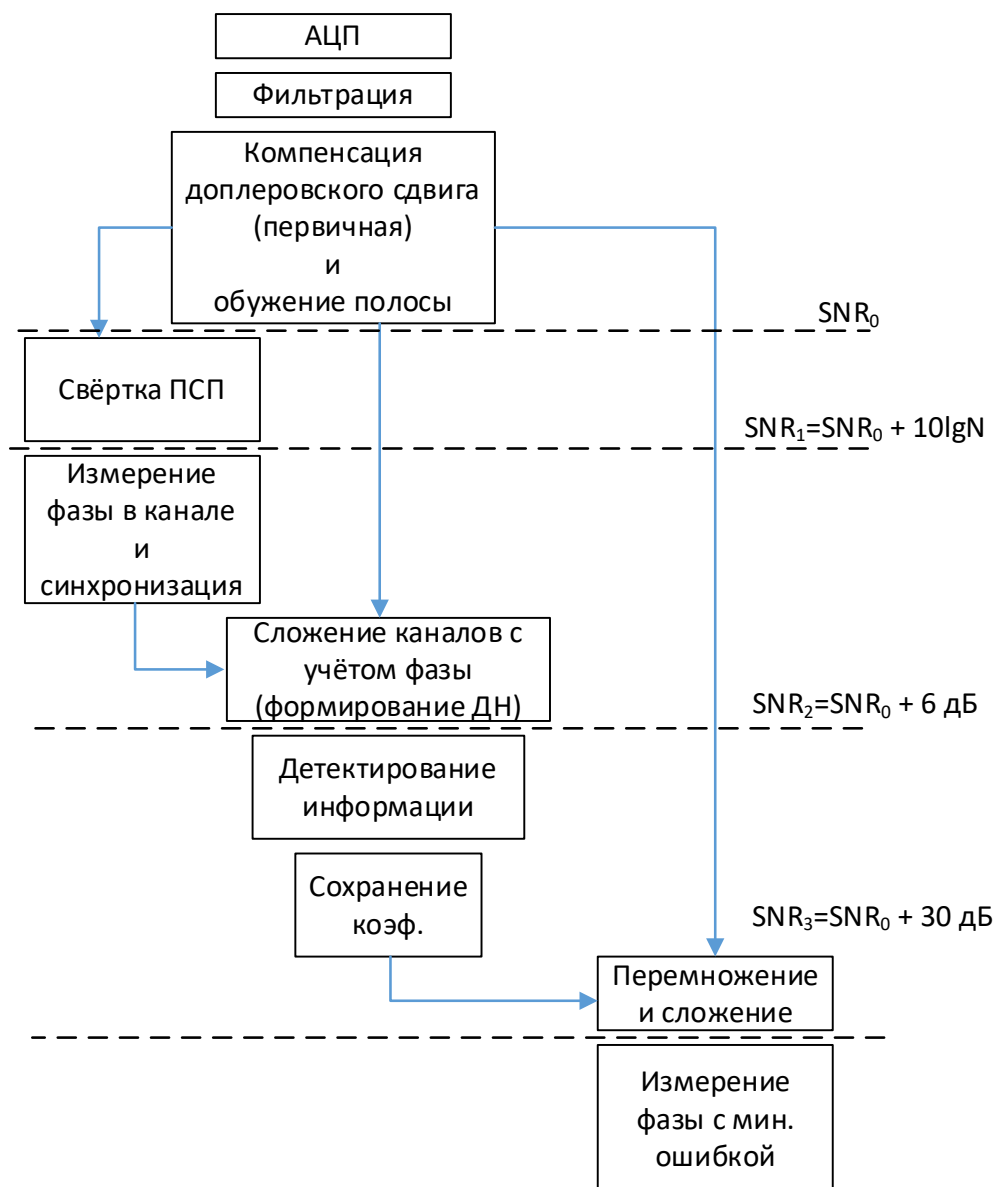 АЦП
Фильтрация
Компенсация
доплеровского сдвига
(первичная)
и
обужение полосы
SNR₀
Свёртка ПСП
SNR₁=SNR₀ + 10lgN
Измерение
фазы в канале
и
синхронизация
Сложение каналов с
учётом фазы
(формирование ДН)
SNR₂=SNR₀ + 6 дБ
Детектирование
информации
Сохранение
коэф.
SNR₃=SNR₀ + 30 дБ
Перемножение
и сложение
Измерение
фазы с мин.
ошибкой